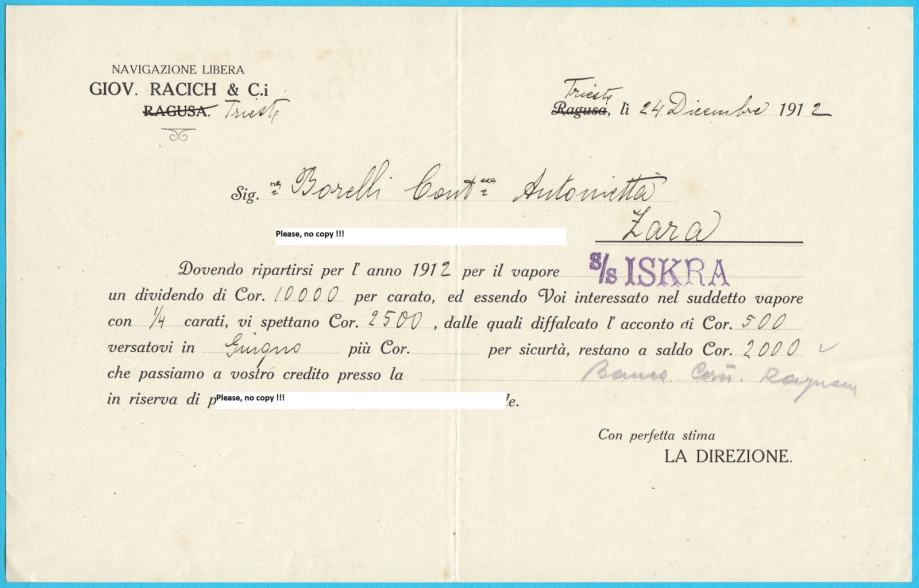 NAVIGAZIONE LIBERA
GIOV. RACICH & C.i
RAGUSA. Trieste
Trieste
Ragusa, li 24 Dicembre 1912
Sig.na Borelli Contssa Antonietta
Zara
Please, no copy !!!
Dovendo ripartirsi per l' anno 1912 per il vapore S/S ISKRA
un dividendo di Cor. 10000 per carato, ed essendo Voi interessato nel suddetto vapore
con 1/4 carati, vi spettano Cor. 2500, dalle quali diffalcato l' acconto di Cor. 500
versatovi in Giugno più Cor. per sicurtà, restano a saldo Cor. 2000
che passiamo a vostro credito presso la Banca
in riserva di p
Please, no copy !!!
le.
Con perfetta stima
LA DIREZIONE.